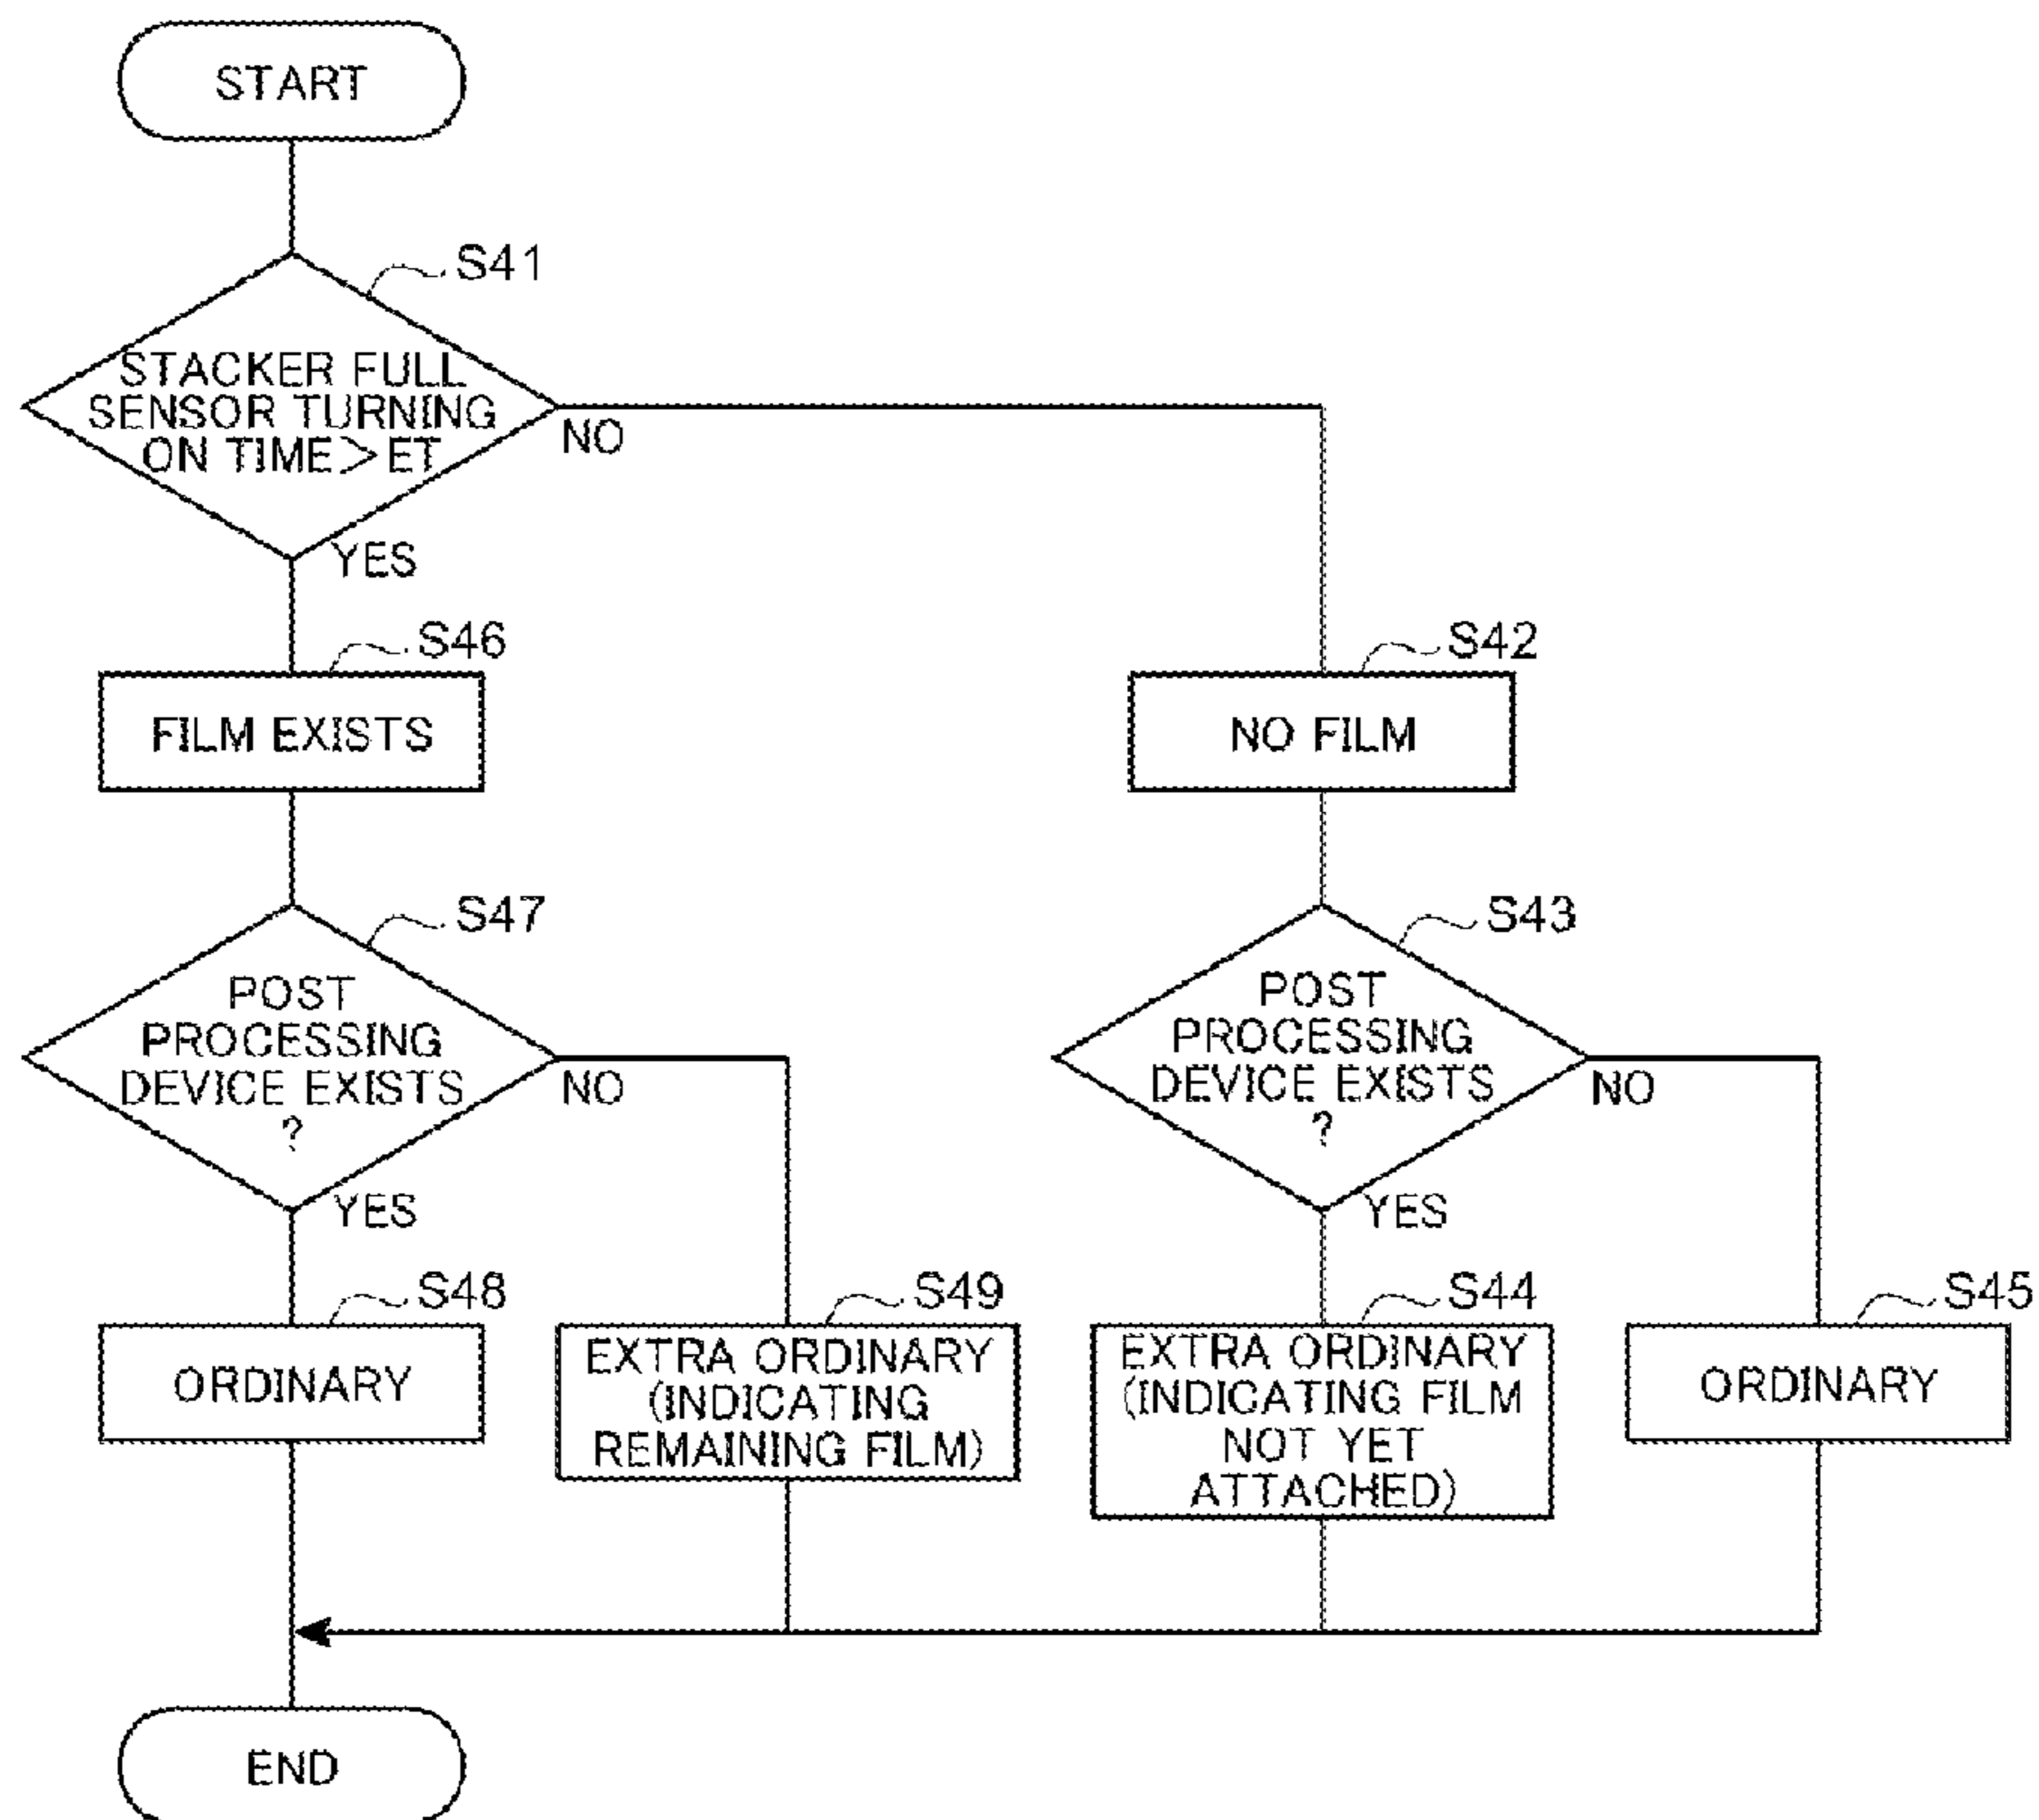 START
S41
STACKER FULL
SENSOR TURNING
ON TIME>ET
NO
YES
S46
FILM EXISTS
S42
NO FILM
S47
POST
PROCESSING
DEVICE EXISTS
?
NO
YES
S43
POST
PROCESSING
DEVICE EXISTS
?
NO
YES
S48
ORDINARY
S49
EXTRA ORDINARY
(INDICATING
REMAINING FILM)
S44
EXTRA ORDINARY
(INDICATING FILM
NOT YET
ATTACHED)
S45
ORDINARY
END